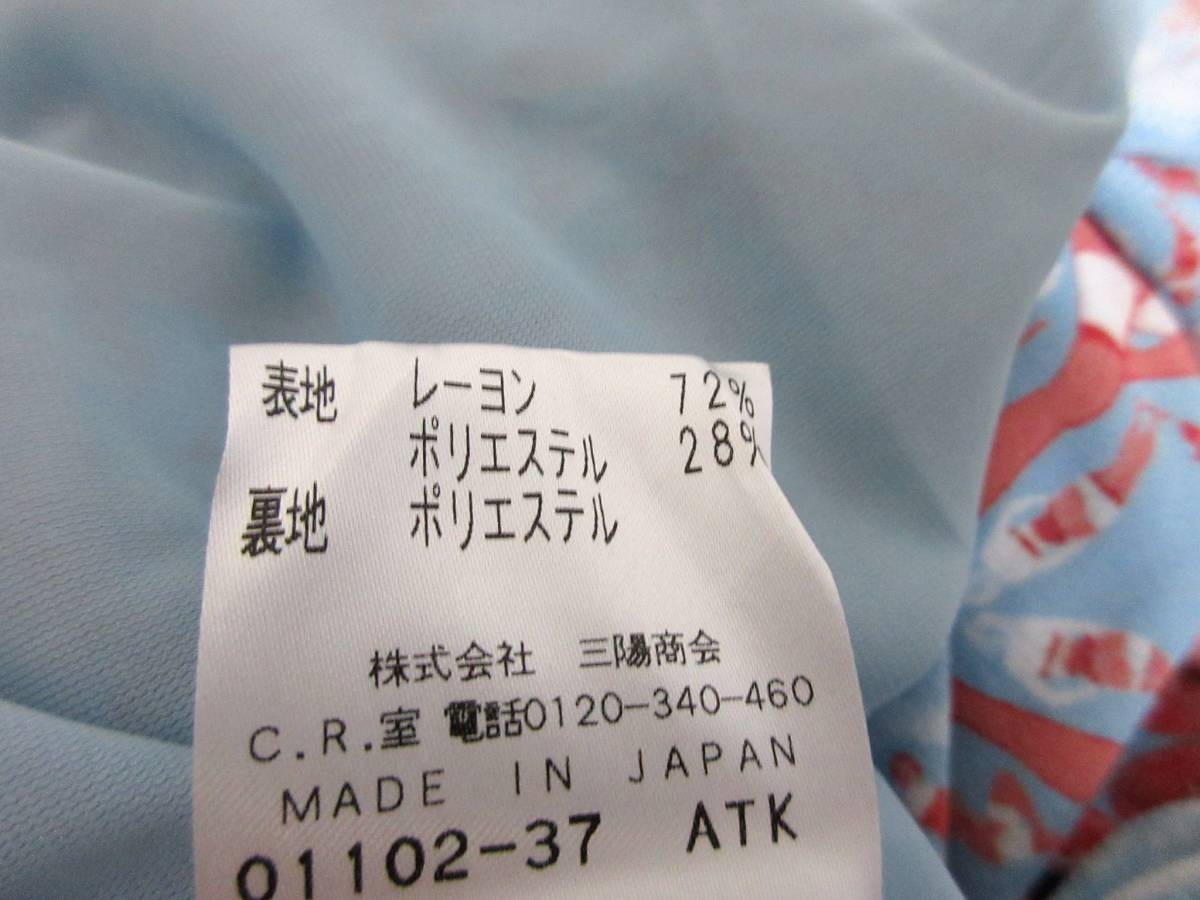 表地 レーヨン 72%
ポリエステル 28%
裏地 ポリエステル
株式会社 三陽商会
C.R.室 電話0120-340-460
MADE IN JAPAN
01102-37 ATK